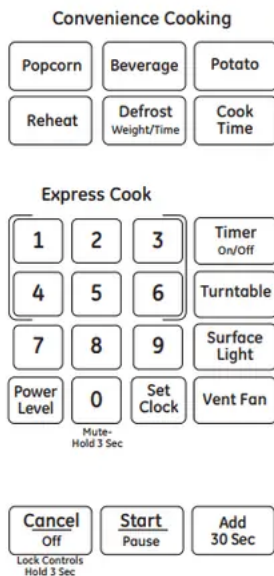 Convenience Cooking
Popcorn
Beverage
Potato
Reheat
Defrost
Weight/Time
Cook
Time
Express Cook
1
2
3
Timer
On/Off
4
5
6
Turntable
7
8
9
Surface
Light
Power
Level
0
Set
Clock
Vent Fan
Mute-
Hold 3 Sec
Cancel
Off
Start
Pause
Add
30 Sec
Lock Controls
Hold 3 Sec